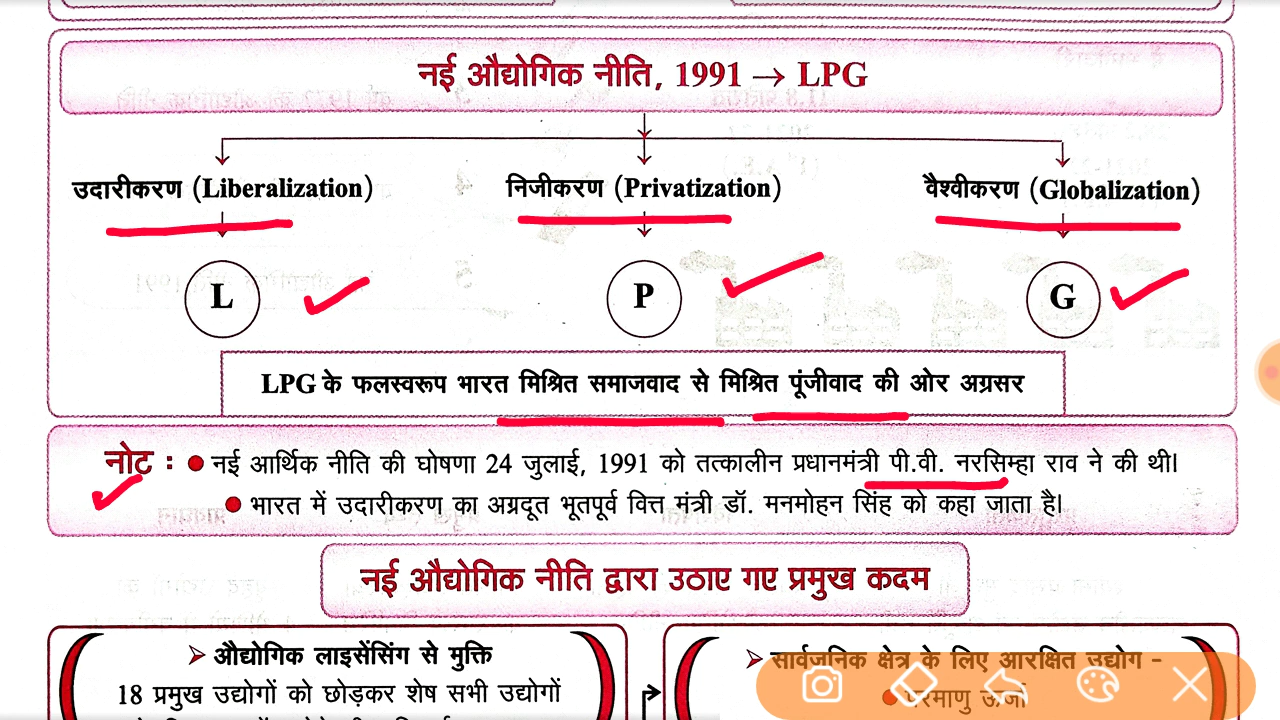 नई औद्योगिक नीति, 1991 → LPG
उदारीकरण (Liberalization)
निजीकरण (Privatization)
वैश्वीकरण (Globalization)
L
P
G
LPG के फलस्वरूप भारत मिश्रित समाजवाद से मिश्रित पूंजीवाद की ओर अग्रसर
नोट : ● नई आर्थिक नीति की घोषणा 24 जुलाई, 1991 को तत्कालीन प्रधानमंत्री पी.वी. नरसिम्हा राव ने की थी।
● भारत में उदारीकरण का अग्रदूत भूतपूर्व वित्त मंत्री डॉ. मनमोहन सिंह को कहा जाता है।
नई औद्योगिक नीति द्वारा उठाए गए प्रमुख कदम
➢ औद्योगिक लाइसेंसिंग से मुक्ति
18 प्रमुख उद्योगों को छोड़कर शेष सभी उद्योगों
➢ सार्वजनिक क्षेत्र के लिए आरक्षित उद्योग -
● परमाणु ऊर्जा